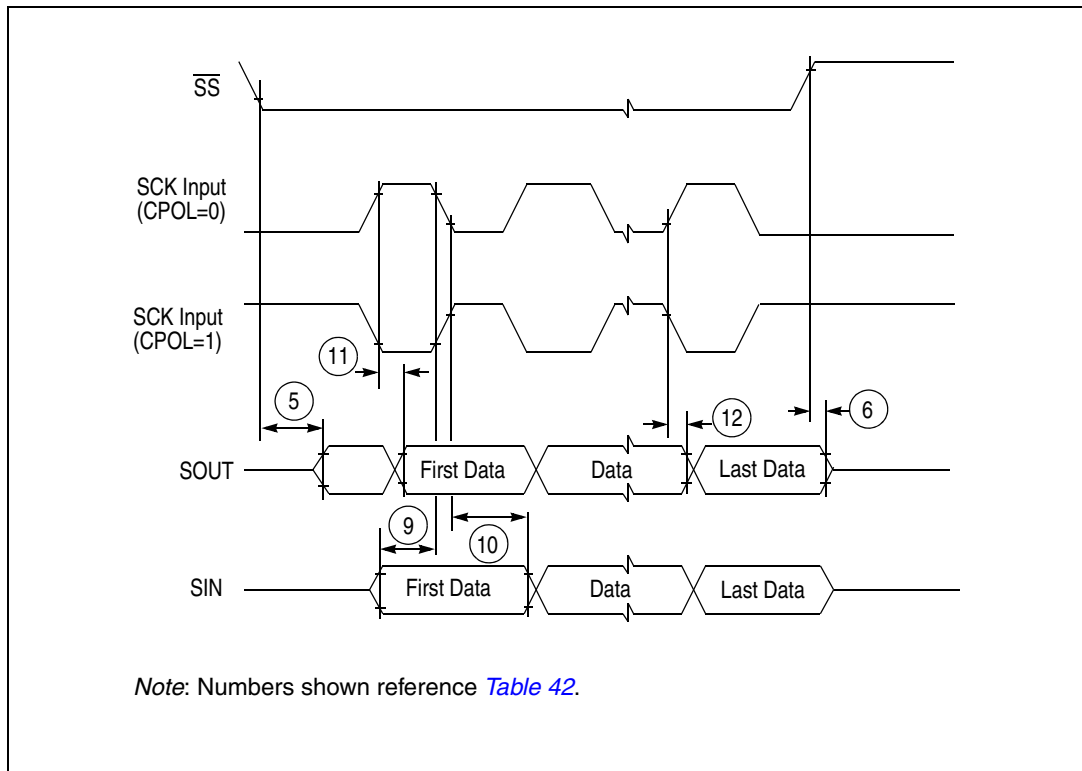 SS
SCK Input
(CPOL=0)
SCK Input
(CPOL=1)
11
5
12
6
SOUT
First Data
Data
Last Data
9
10
SIN
First Data
Data
Last Data
Note: Numbers shown reference Table 42.